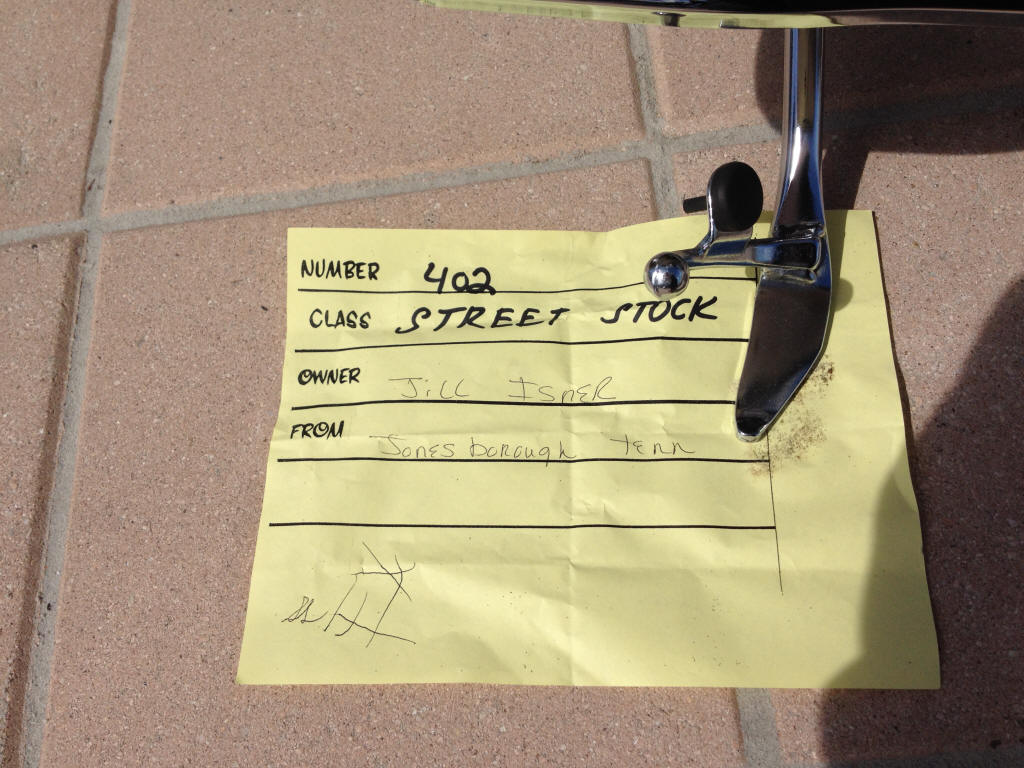 NUMBER 402
CLASS STREET STOCK
OWNER Jill Isner
FROM Jonesborough Tenn